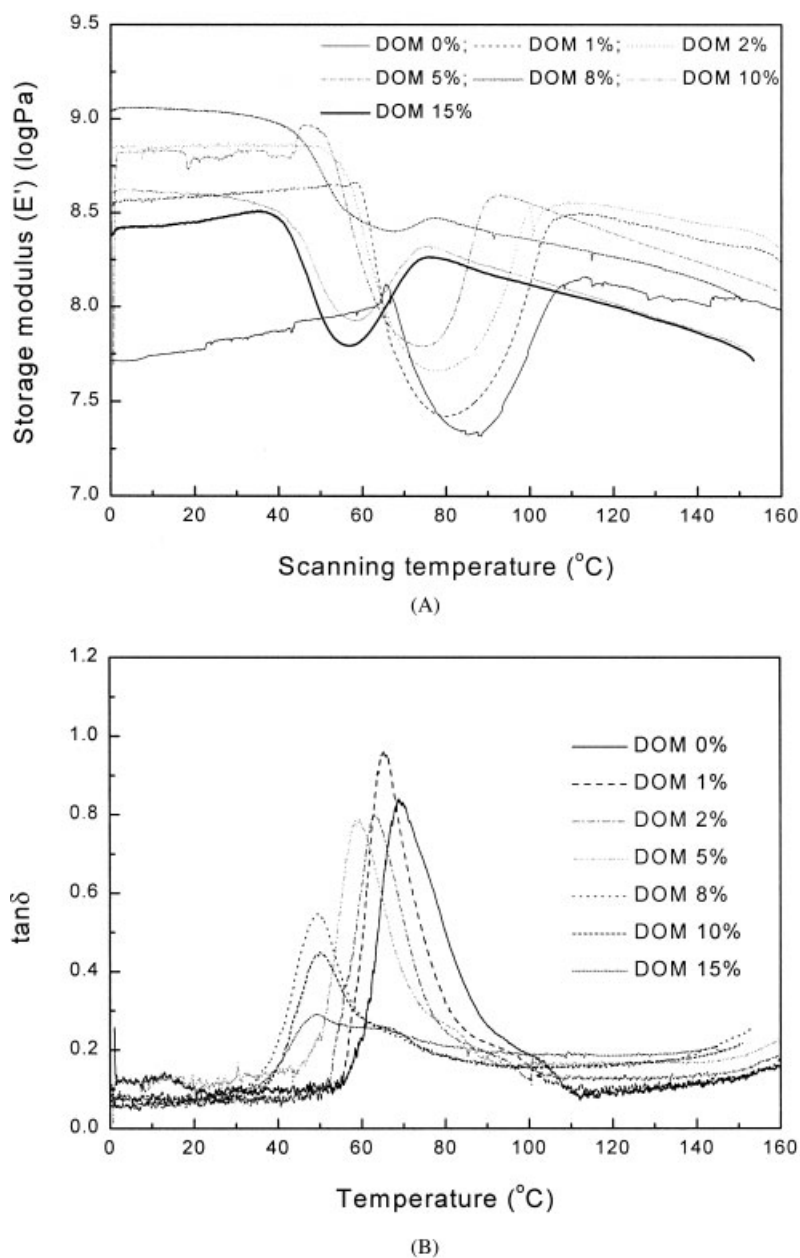 9.5
DOM 0%; DOM 1%; DOM 2%
DOM 5%; DOM 8%; DOM 10%
DOM 15%
9.0
8.5
8.0
7.5
7.0
Storage modulus (E') (logPa)
0 20 40 60 80 100 120 140 160
Scanning temperature (°C)
(A)
1.2
1.0
0.8
0.6
0.4
0.2
0.0
tanδ
DOM 0%
DOM 1%
DOM 2%
DOM 5%
DOM 8%
DOM 10%
DOM 15%
0 20 40 60 80 100 120 140 160
Temperature (°C)
(B)